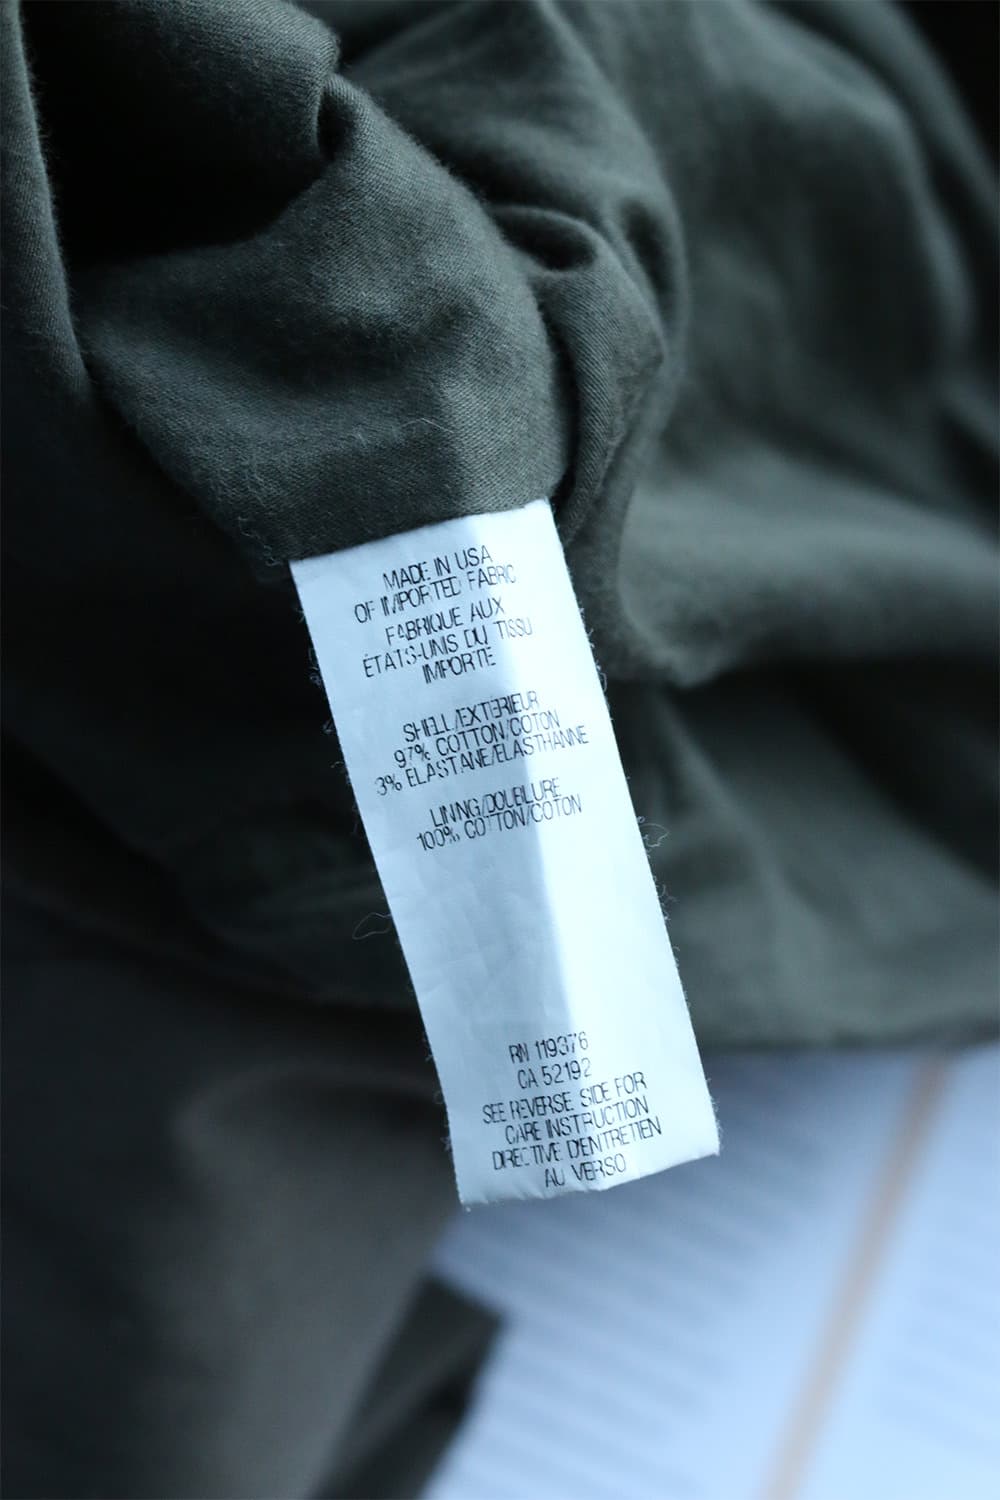 MADE IN USA
OF IMPORTED FABRIC
FABRIQUE AUX
ÉTATS-UNIS DU TISSU
IMPORTE
SHELL/EXTÉRIEUR
97% COTTON/COTON
3% ELASTANE/ELASTHANNE
LINING/DOUBLURE
100% COTTON/COTON
RN 119376
CA 52192
SEE REVERSE SIDE FOR
CARE INSTRUCTION
DIRECTIVE D'ENTRETIEN
AU VERSO